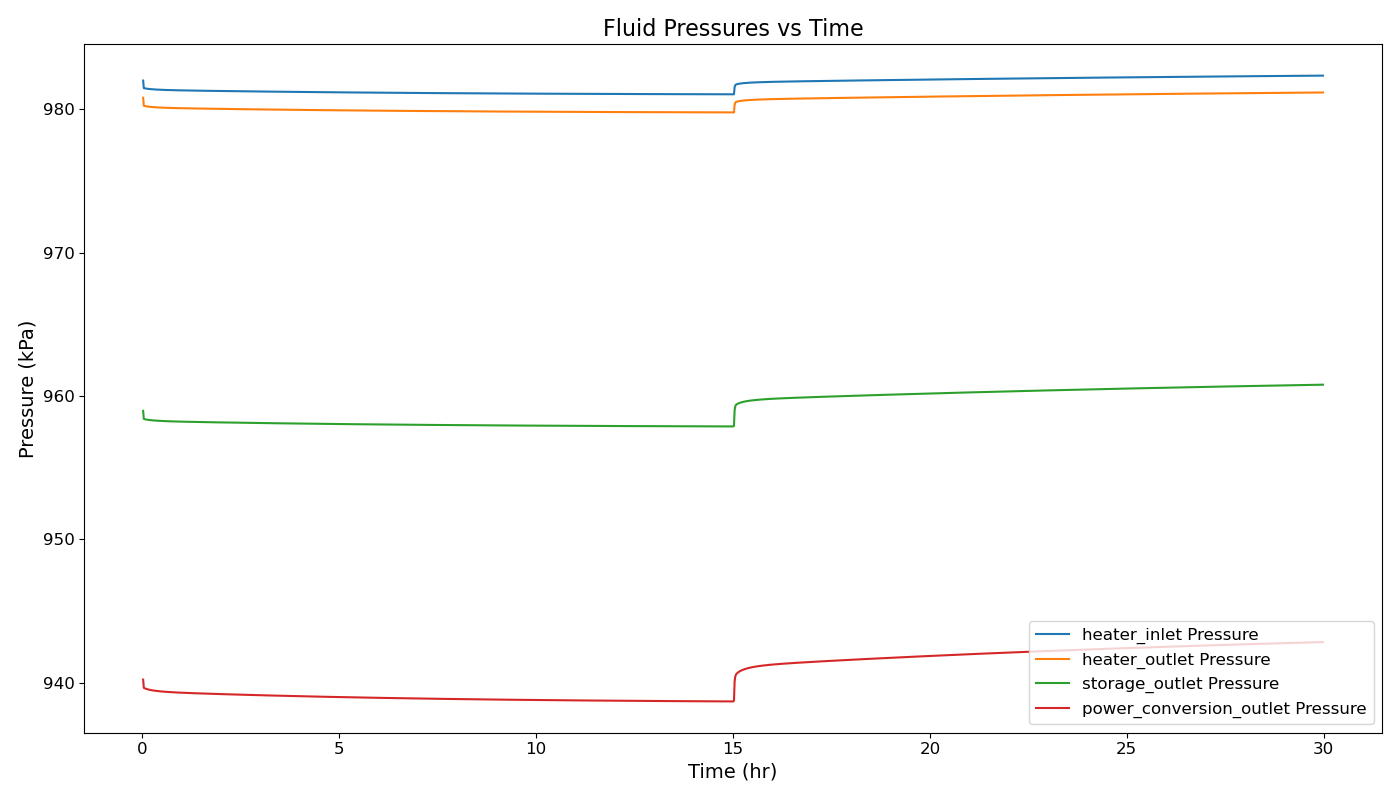 Fluid Pressures vs Time
Pressure (kPa)
980
970
960
950
940
heater_inlet Pressure
heater_outlet Pressure
storage_outlet Pressure
power_conversion_outlet Pressure
0 5 10 15 20 25 30
Time (hr)